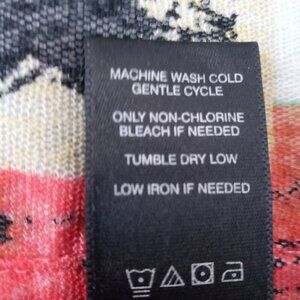 MACHINE WASH COLD
GENTLE CYCLE
ONLY NON-CHLORINE
BLEACH IF NEEDED
TUMBLE DRY LOW
LOW IRON IF NEEDED